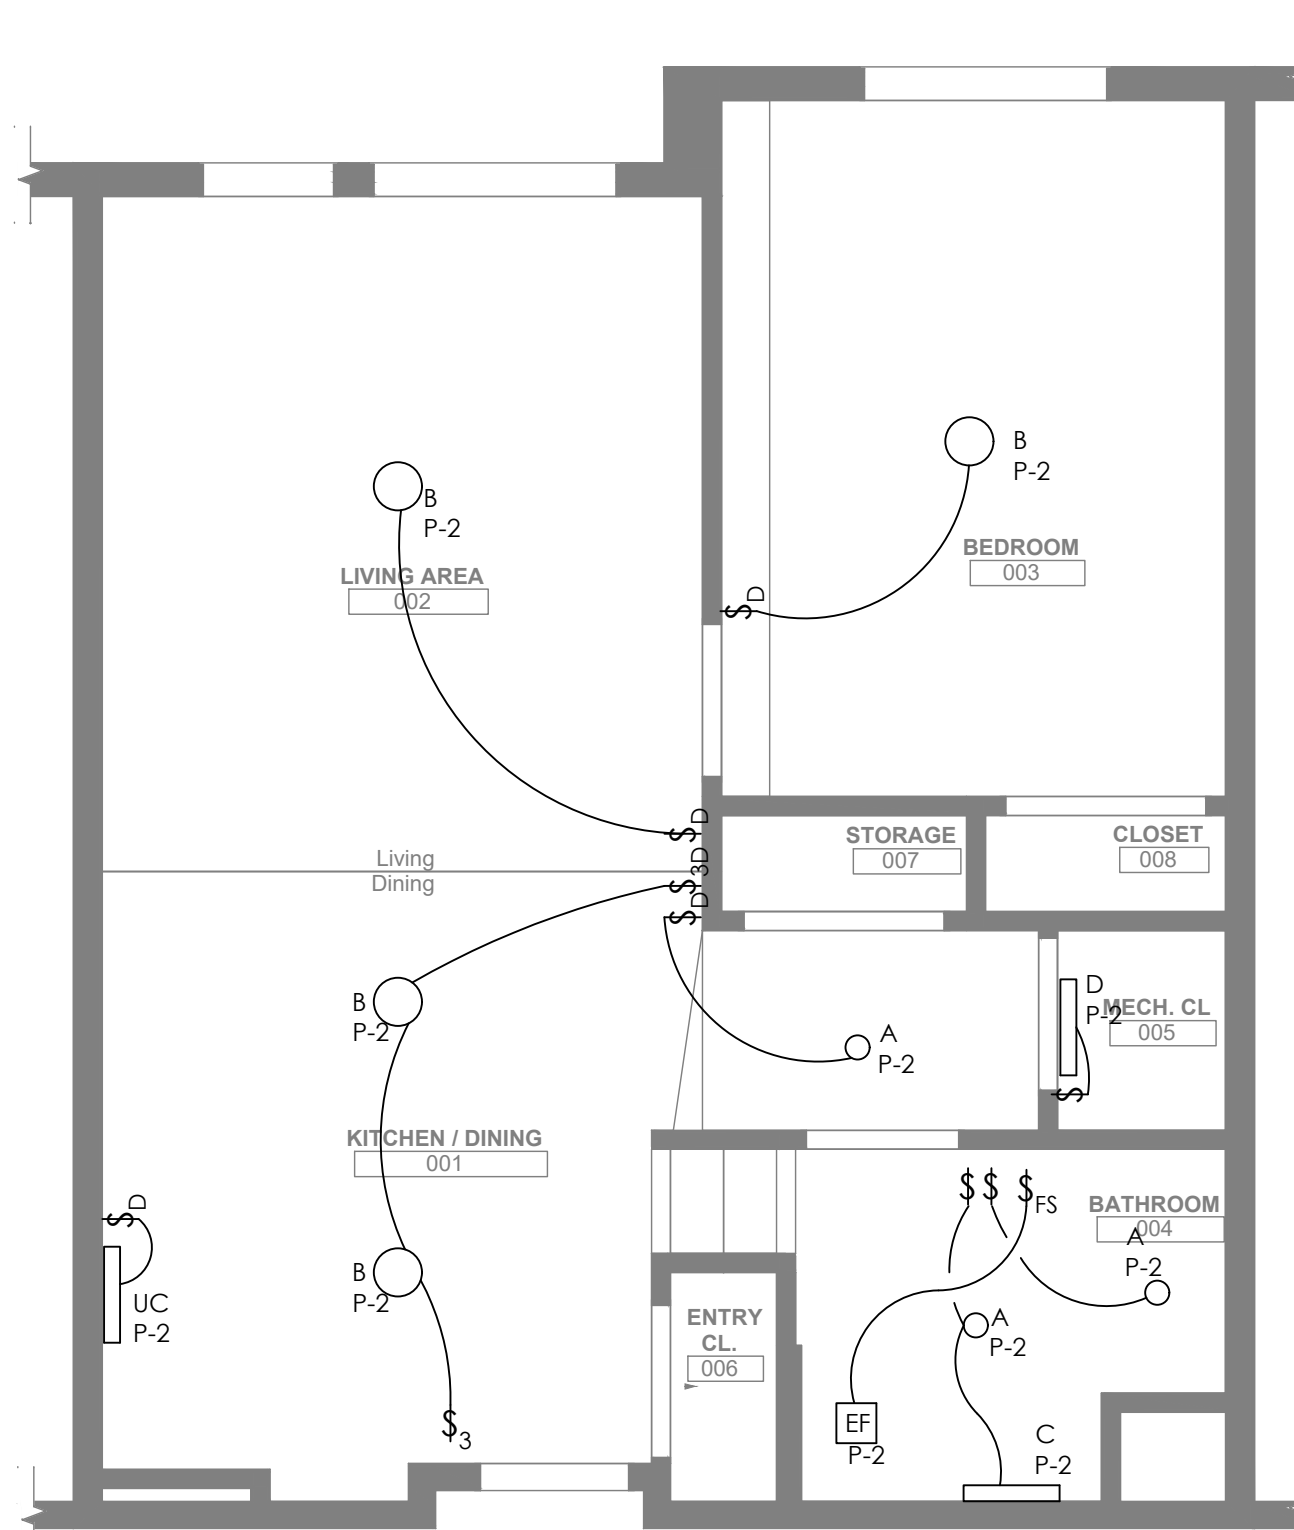 B
P-2
BEDROOM
003
B
P-2
LIVING AREA
002
$D
$D
STORAGE
007
CLOSET
008
Living
Dining
$3D
$D
B
P-2
A
P-2
D
P-2
MECH. CL
005
$
KITCHEN / DINING
001
$ $ $FS
BATHROOM
004
A
P-2
$D
UC
P-2
B
P-2
ENTRY
CL.
006
A
P-2
$3
EF
P-2
C
P-2